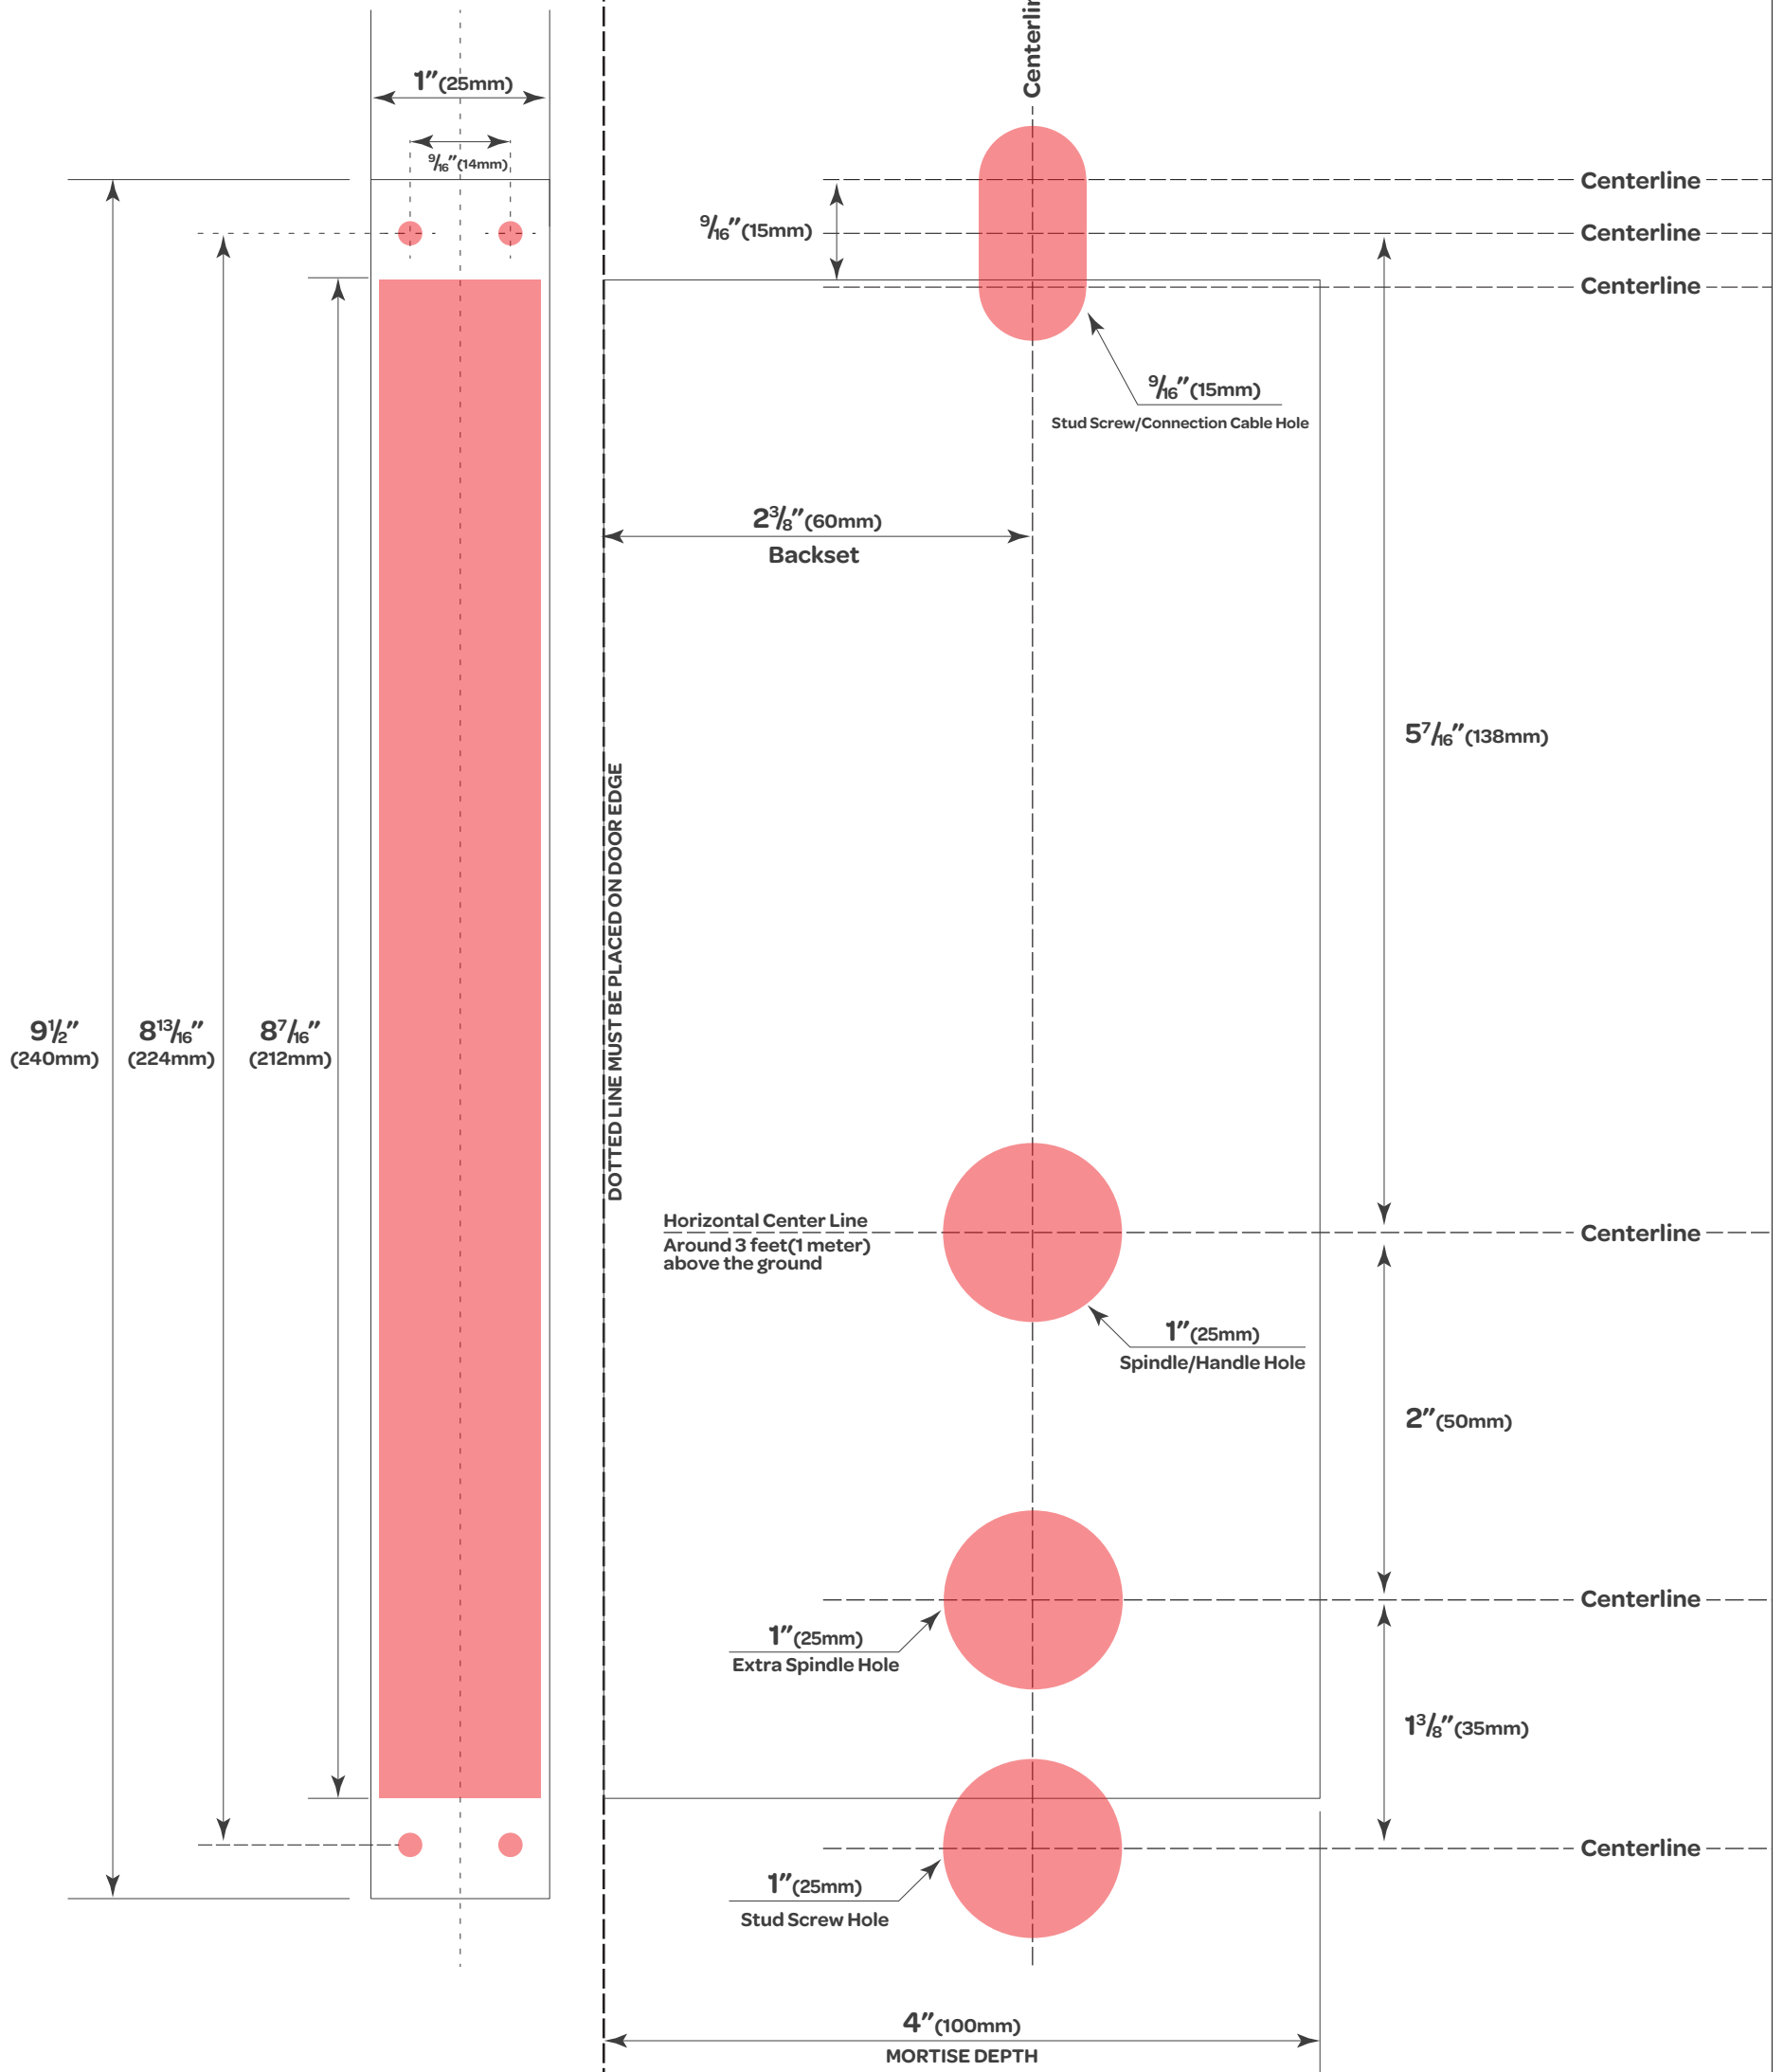 1″(25mm)
9/16″(14mm)
Centerline
9/16″(15mm)
Centerline
Centerline
9/16″(15mm)
Stud Screw/Connection Cable Hole
2 3/8″(60mm)
Backset
5 7/16″(138mm)
DOTTED LINE MUST BE PLACED ON DOOR EDGE
9 1/2″
(240mm)
8 13/16″
(224mm)
8 7/16″
(212mm)
Horizontal Center Line
Around 3 feet(1 meter)
above the ground
Centerline
1″(25mm)
Spindle/Handle Hole
2″(50mm)
Centerline
1″(25mm)
Extra Spindle Hole
1 3/8″(35mm)
Centerline
1″(25mm)
Stud Screw Hole
4″(100mm)
MORTISE DEPTH